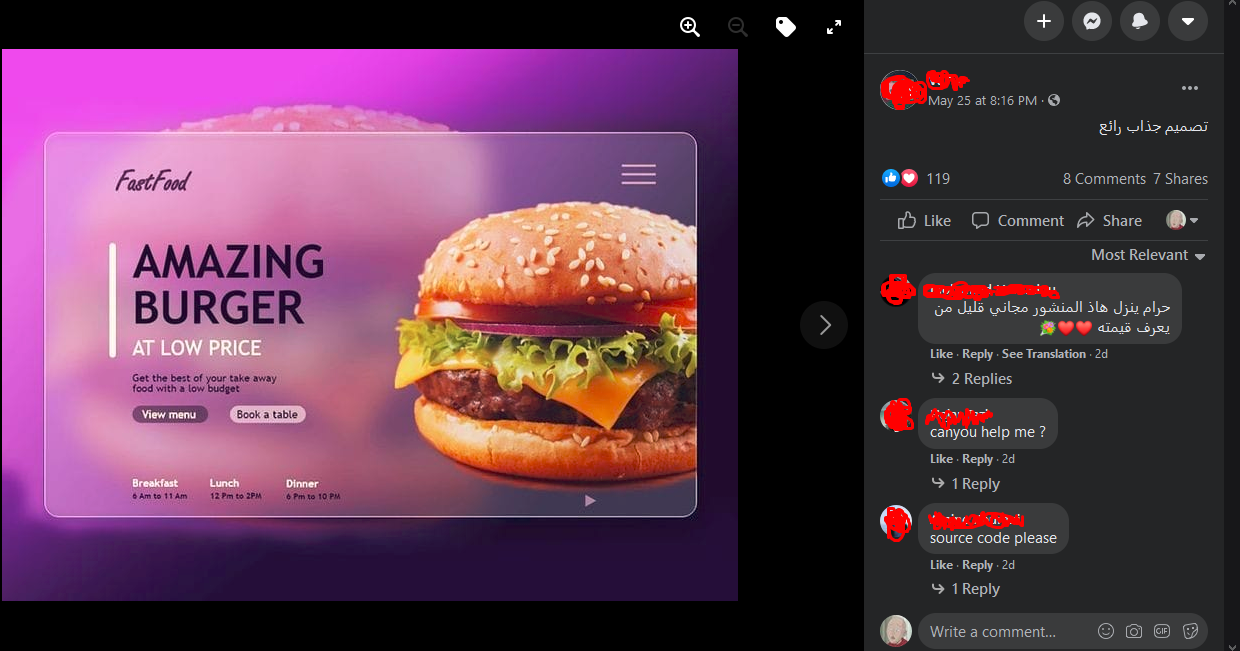 FastFood
AMAZING
BURGER
AT LOW PRICE
Get the best of your take away
food with a low budget
View menu
Book a table
Breakfast
Lunch
Dinner
6 Am to 11 Am
12 Pm to 2PM
6 Pm to 10 PM
May 25 at 8:16 PM ·
تصميم جذاب رائع
119
8 Comments 7 Shares
Like
Comment
Share
Most Relevant
حرام ينزل هاذ المنشور مجاني قليل من
يعرف قيمته ❤️❤️💐
Like · Reply · See Translation · 2d
2 Replies
canyou help me ?
Like · Reply · 2d
1 Reply
source code please
Like · Reply · 2d
1 Reply
Write a comment...
GIF